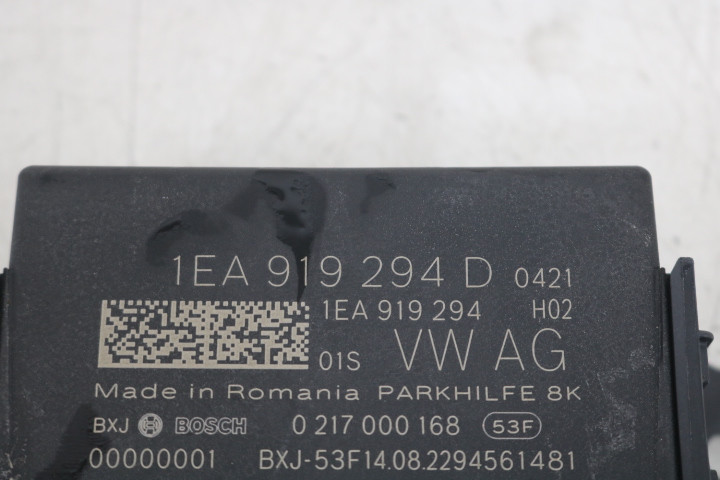 1EA 919 294 D 0421
1EA 919 294 H02
01S VW AG
Made in Romania PARKHILFE 8K
BXJ BOSCH 0 217 000 168 53F
00000001 BXJ-53F14.08.2294561481